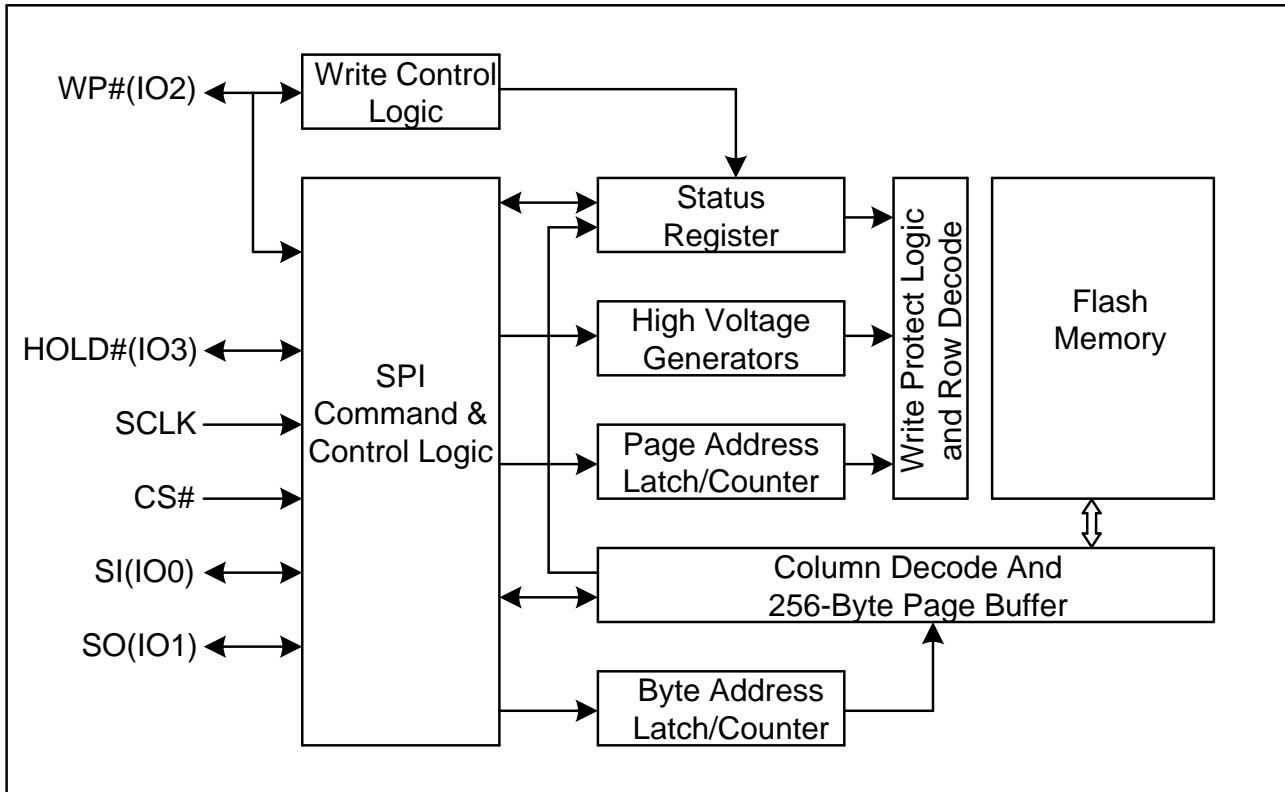 WP#(IO2)
Write Control
Logic
Status
Register
Write Protect Logic
and Row Decode
Flash
Memory
HOLD#(IO3)
High Voltage
Generators
SPI
Command &
Control Logic
SCLK
Page Address
Latch/Counter
CS#
SI(IO0)
Column Decode And
256-Byte Page Buffer
SO(IO1)
Byte Address
Latch/Counter